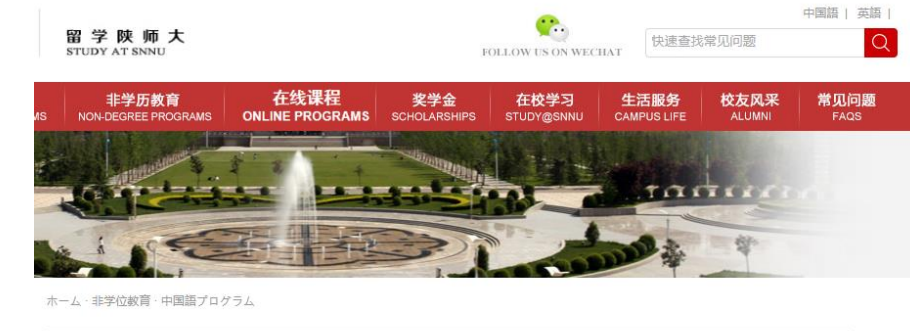 中国語 | 英語 |
留学陕师大
STUDY AT SNNU
FOLLOW US ON WECHAT
快速查找常见问题
非学历教育 在线课程 奖学金 在校学习 生活服务 校友风采 常见问题
MS NON-DEGREE PROGRAMS ONLINE PROGRAMS SCHOLARSHIPS STUDY@SNNU CAMPUS LIFE ALUMNI FAQS
ホーム · 非学位教育 · 中国語プログラム